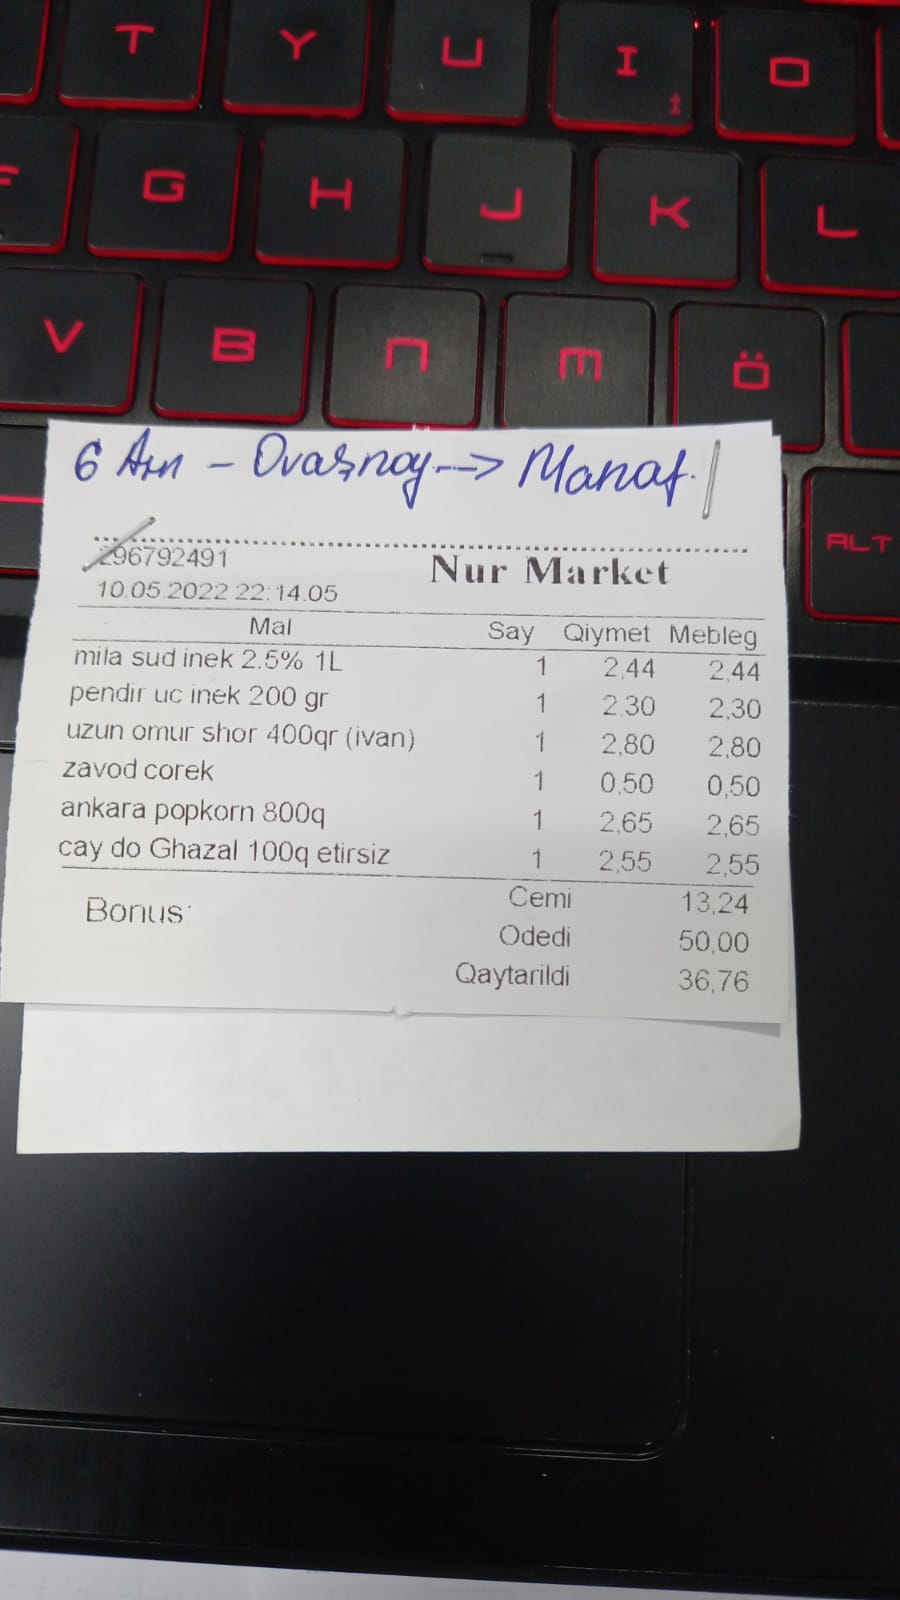 T Y U I O
F G H J K L
V B N M Ö
ALT
6 Azn - Ovaşnoy --> Manaf.
296792491
Nur Market
10.05.2022 22:14.05
Mal Say Qiymet Mebleg
mila sud inek 2.5% 1L 1 2,44 2,44
pendir uc inek 200 gr 1 2,30 2,30
uzun omur shor 400qr (ivan) 1 2,80 2,80
zavod corek 1 0,50 0,50
ankara popkorn 800q 1 2,65 2,65
cay do Ghazal 100q etirsiz 1 2,55 2,55
Cemi 13,24
Bonus:
Odedi 50,00
Qaytarildi 36,76